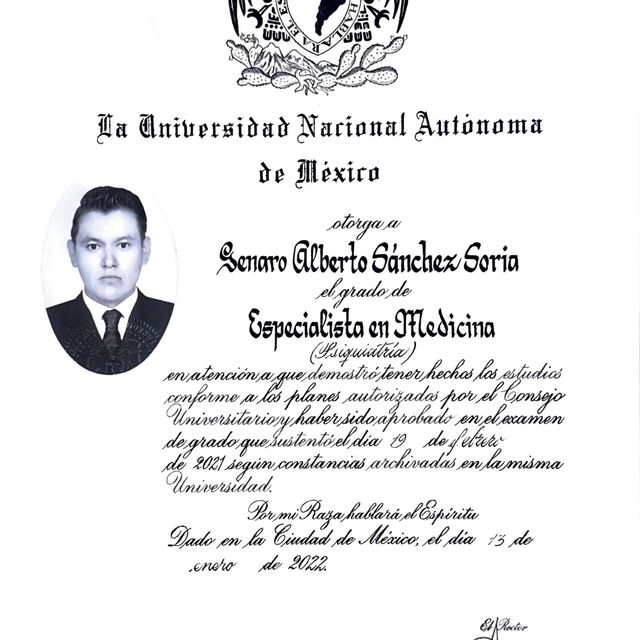 HABLARA EL ES
La Universidad Nacional Autónoma
de México
otorga a
Genaro Alberto Sánchez Soria
el grado de
Especialista en Medicina
(Psiquiatría)
en atención a que demostró tener hechos los estudios
conforme a los planes autorizados por el Consejo
Universitario y haber sido aprobado en el examen
de grado que sustentó el día 19 de febrero
de 2021 según constancias archivadas en la misma
Universidad.
Por mi Raza hablará el Espíritu
Dado en la Ciudad de México, el día 13 de
enero de 2022.
El Rector